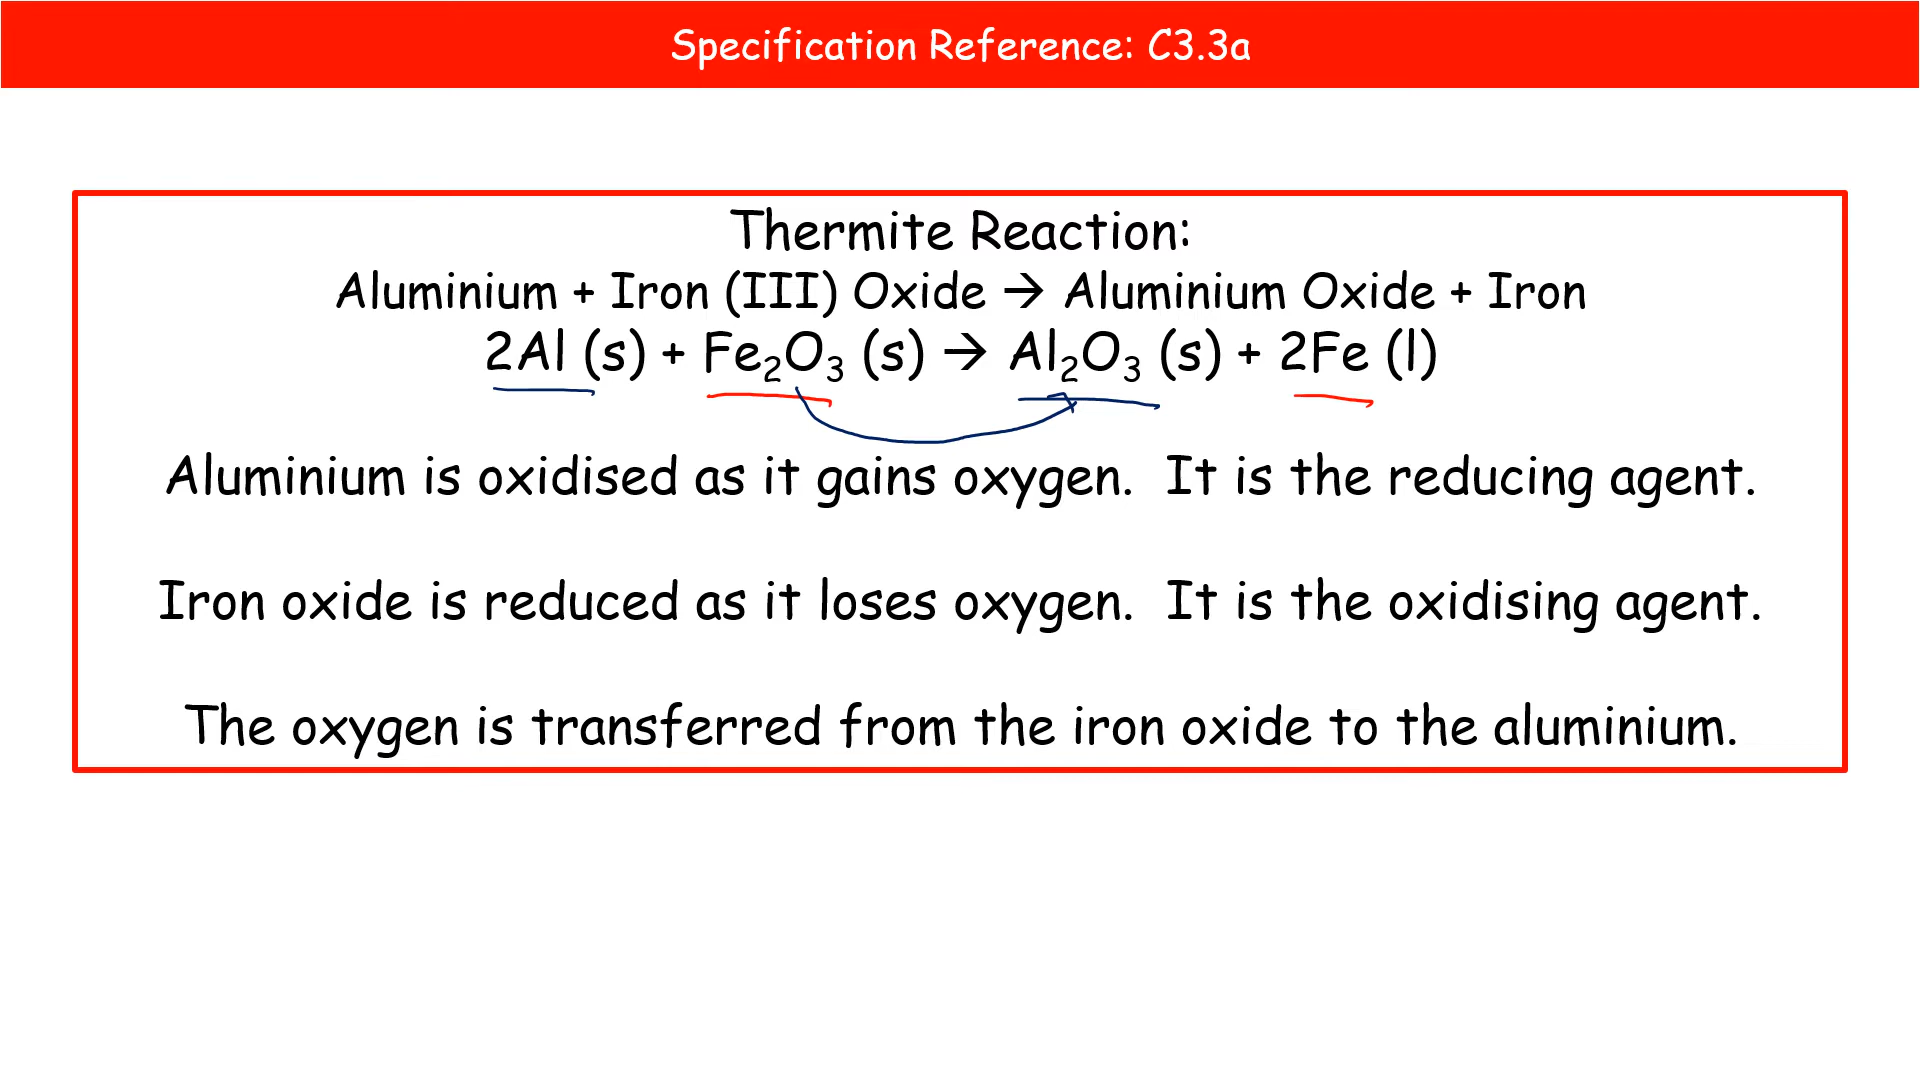 Specification Reference: C3.3a
Thermite Reaction:
Aluminium + Iron (III) Oxide → Aluminium Oxide + Iron
2Al (s) + Fe₂O₃ (s) → Al₂O₃ (s) + 2Fe (l)
Aluminium is oxidised as it gains oxygen. It is the reducing agent.
Iron oxide is reduced as it loses oxygen. It is the oxidising agent.
The oxygen is transferred from the iron oxide to the aluminium.